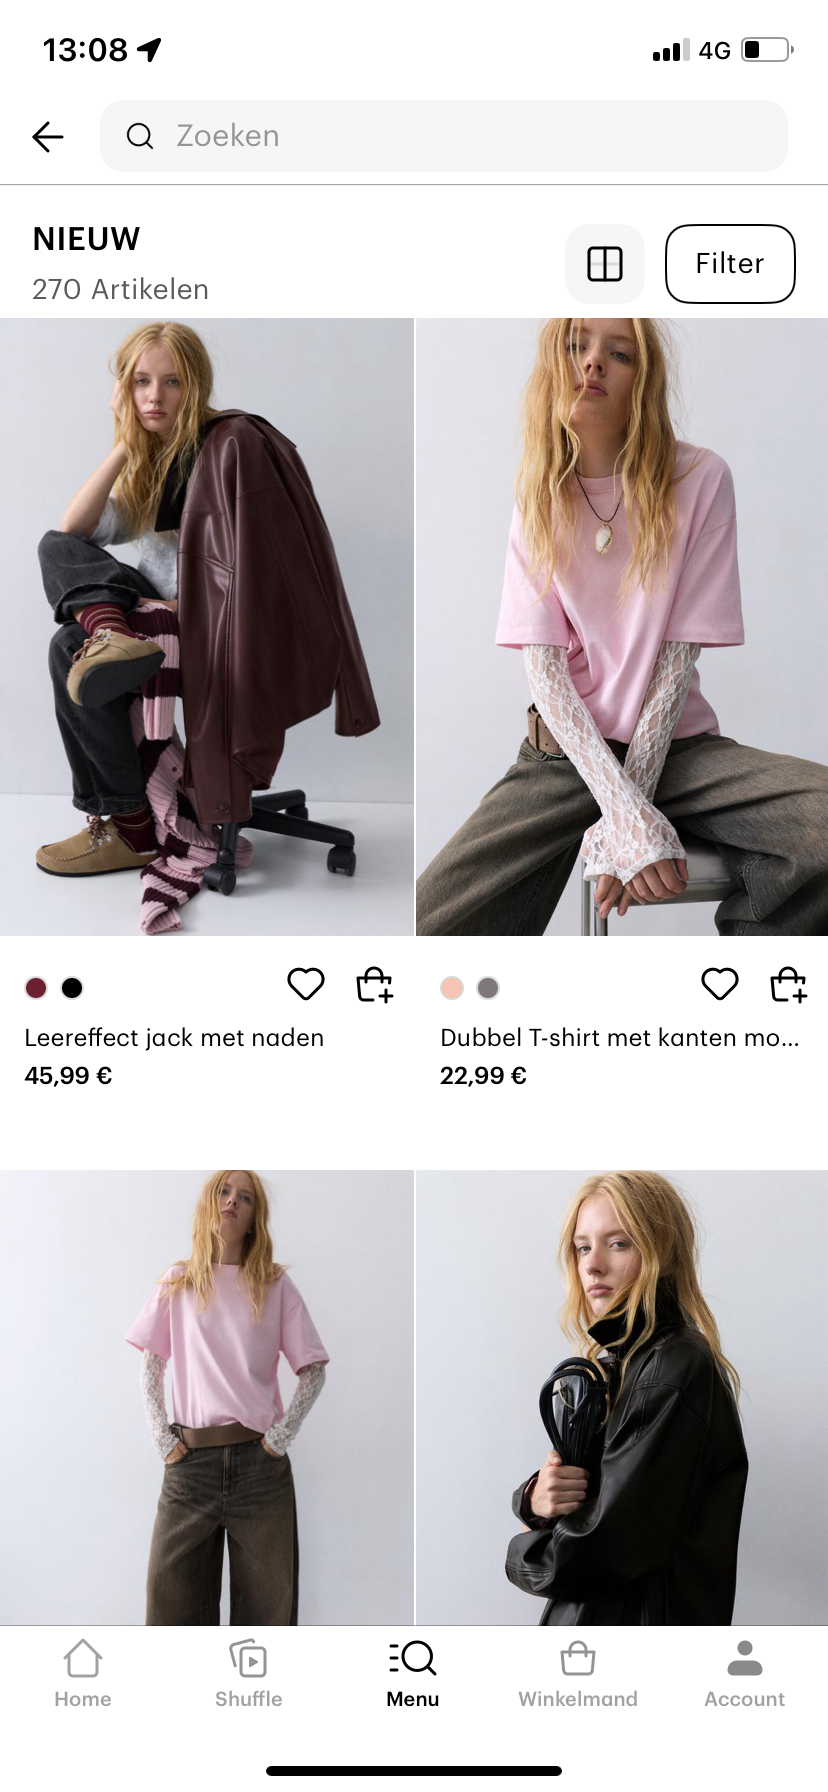 13:08
4G
Zoeken
NIEUW
270 Artikelen
Filter
Leereffect jack met naden
45,99 €
Dubbel T-shirt met kanten mo...
22,99 €
Home
Shuffle
Menu
Winkelmand
Account